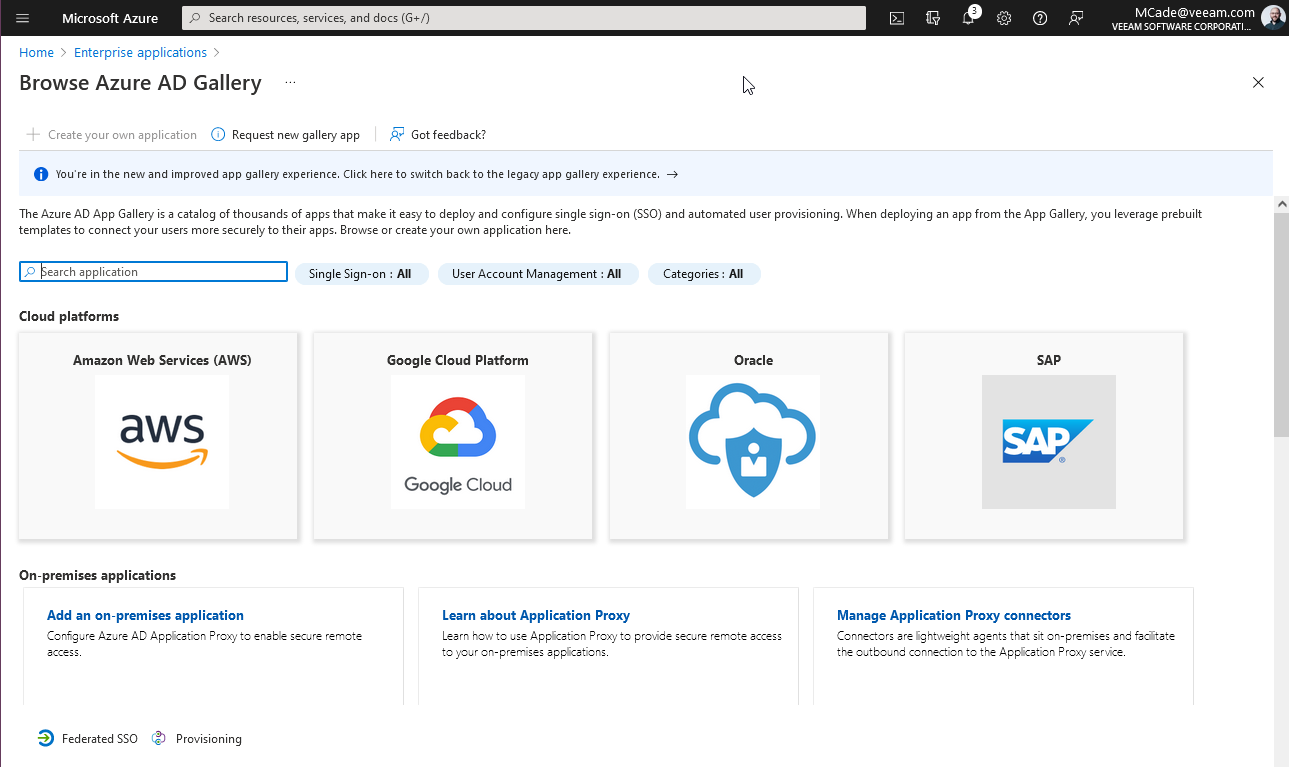 Microsoft Azure
Search resources, services, and docs (G+/)
3
MCade@veeam.com
VEEAM SOFTWARE CORPORATI...
Home > Enterprise applications >
Browse Azure AD Gallery ...
Create your own application
Request new gallery app
Got feedback?
You're in the new and improved app gallery experience. Click here to switch back to the legacy app gallery experience. →
The Azure AD App Gallery is a catalog of thousands of apps that make it easy to deploy and configure single sign-on (SSO) and automated user provisioning. When deploying an app from the App Gallery, you leverage prebuilt
templates to connect your users more securely to their apps. Browse or create your own application here.
Search application
Single Sign-on : All
User Account Management : All
Categories : All
Cloud platforms
Amazon Web Services (AWS)
aws
Google Cloud Platform
Google Cloud
Oracle
SAP
SAP®
On-premises applications
Add an on-premises application
Configure Azure AD Application Proxy to enable secure remote
access.
Learn about Application Proxy
Learn how to use Application Proxy to provide secure remote access
to your on-premises applications.
Manage Application Proxy connectors
Connectors are lightweight agents that sit on-premises and facilitate
the outbound connection to the Application Proxy service.
Federated SSO
Provisioning